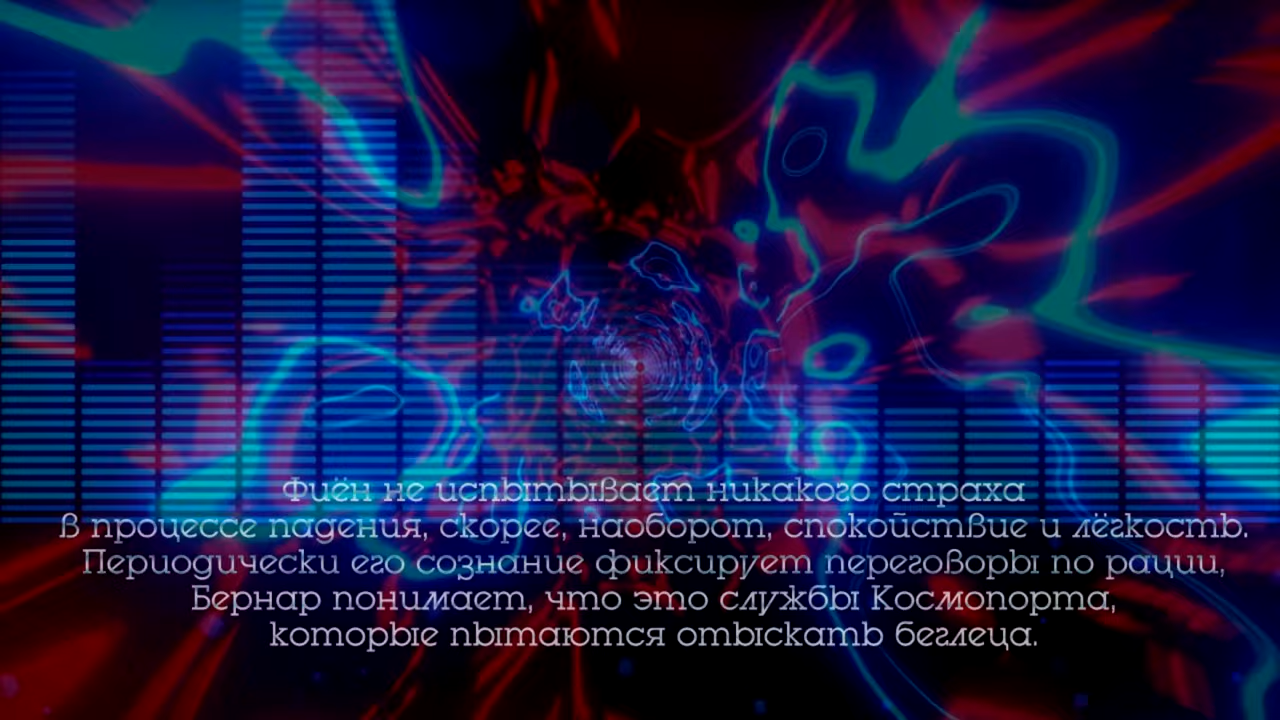 Фиён не испытывает никакого страха
в процессе падения, скорее, наоборот, спокойствие и лёгкость.
Периодически его сознание фиксирует переговоры по рации,
Бернар понимает, что это службы Космопорта,
которые пытаются отыскать беглеца.